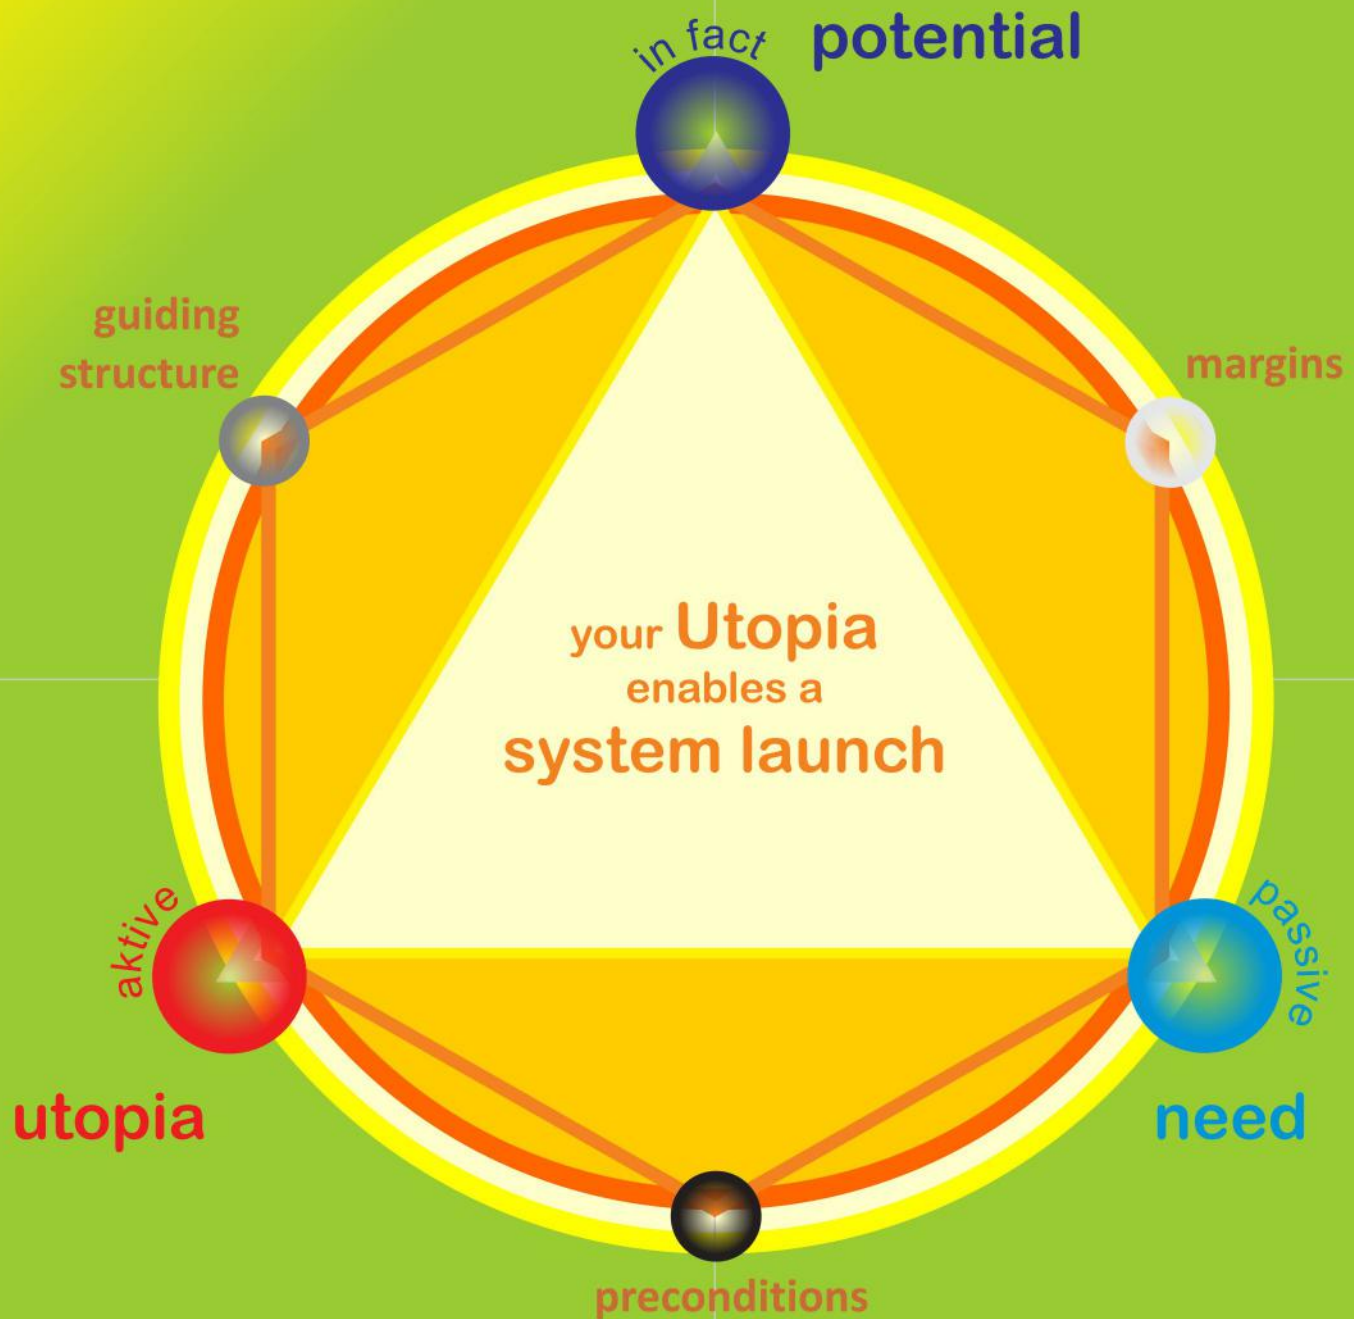 in fact
potential
guiding
structure
margins
your Utopia
enables a
system launch
aktive
passive
utopia
need
preconditions